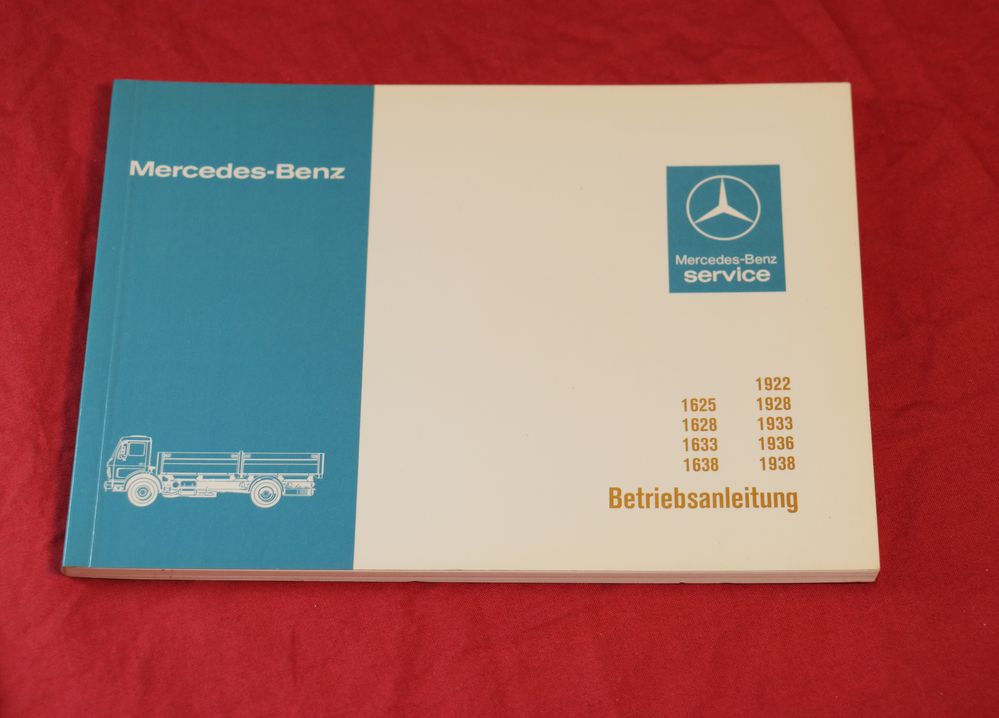 Mercedes-Benz
Mercedes-Benz
service
1922
1625 1928
1628 1933
1633 1936
1638 1938
Betriebsanleitung